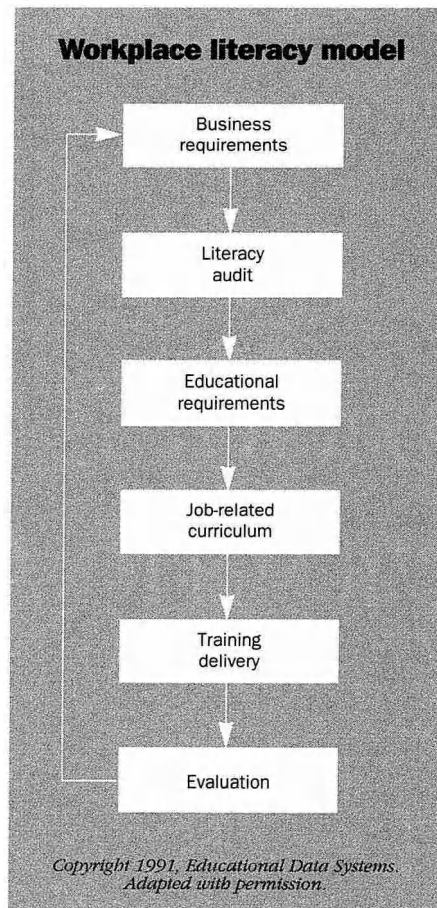 Workplace literacy model
Business
requirements
Literacy
audit
Educational
requirements
Job-related
curriculum
Training
delivery
Evaluation
Copyright 1991, Educational Data Systems.
Adapted with permission.